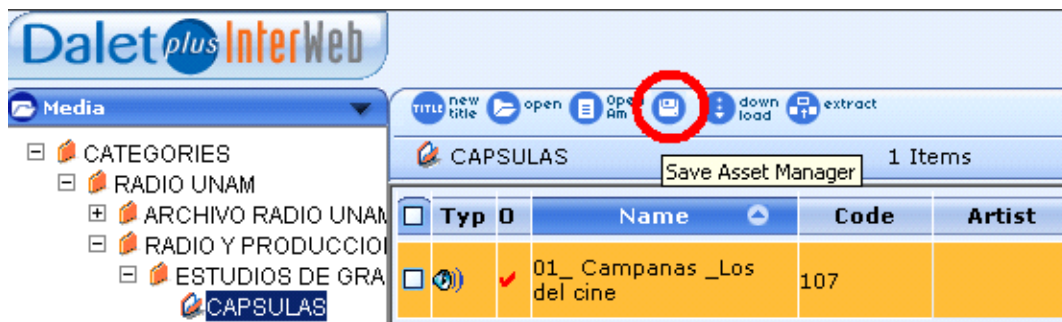 Dalet plus InterWeb
Media
TITLE new title open Open Am down load extract
CATEGORIES
RADIO UNAM
ARCHIVO RADIO UNAM
RADIO Y PRODUCCIO
ESTUDIOS DE GRA
CAPSULAS
CAPSULAS 1 Items
Save Asset Manager
Typ O Name Code Artist
01_ Campanas _Los del cine 107